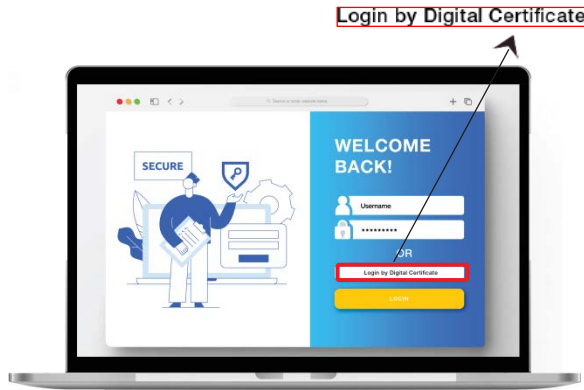 Login by Digital Certificate
SECURE
WELCOME
BACK!
Username
OR
Login by Digital Certificate
LOGIN